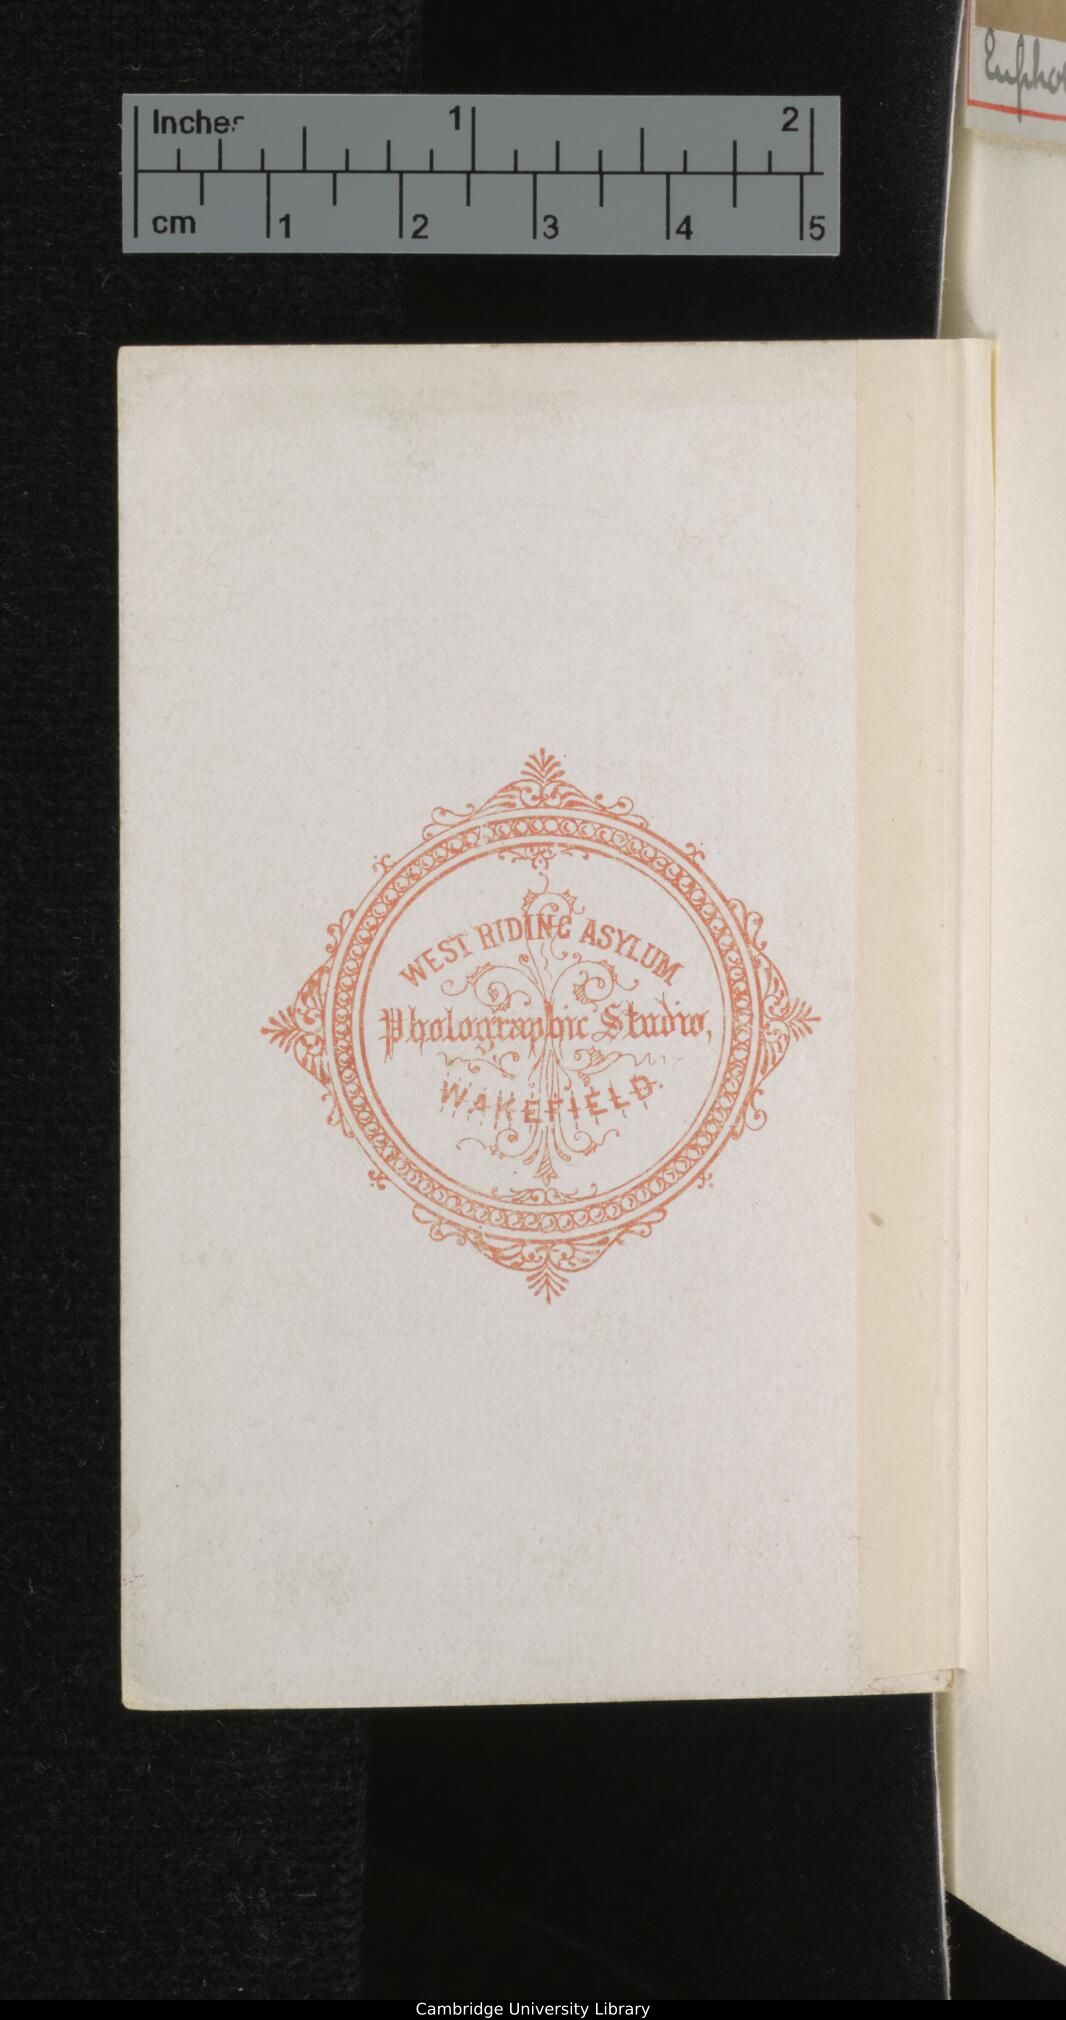 Inches 1 2
cm 1 2 3 4 5
WEST RIDING ASYLUM
Photographic Studio,
WAKEFIELD.
Cambridge University Library